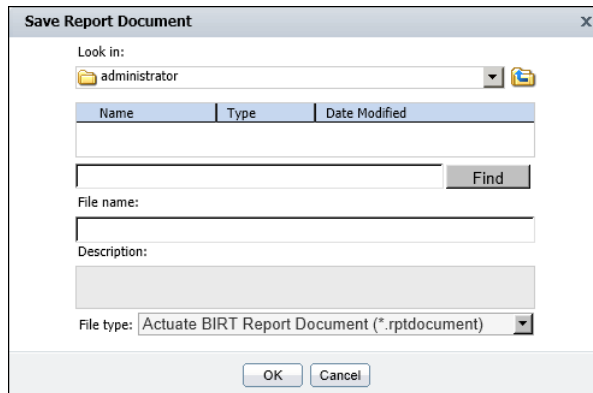 Save Report Document x
Look in:
administrator
Name Type Date Modified
Find
File name:
Description:
File type: Actuate BIRT Report Document (*.rptdocument)
OK Cancel